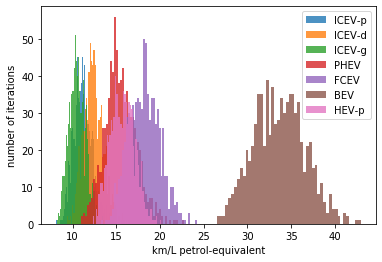 ICEV-p
ICEV-d
ICEV-g
PHEV
FCEV
BEV
HEV-p
number of iterations
50
40
30
20
10
0
10 15 20 25 30 35 40
km/L petrol-equivalent